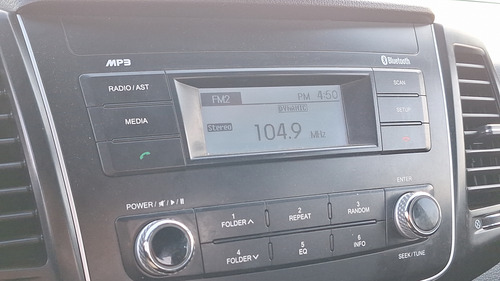 MP3
Bluetooth
RADIO / AST
MEDIA
FM2 PM 4:50
DYNAMIC
Stereo 104.9 MHz
SCAN
SETUP
POWER /
ENTER
1 FOLDER
2 REPEAT
3 RANDOM
4 FOLDER
5 EQ
6 INFO
SEEK/TUNE